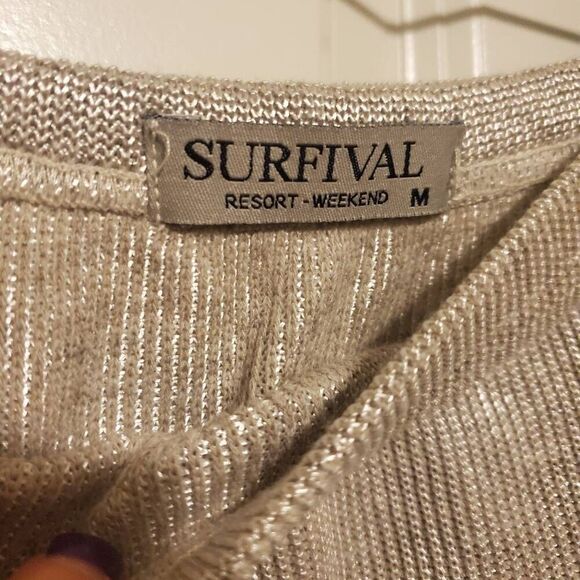 SURFIVAL
RESORT - WEEKEND M